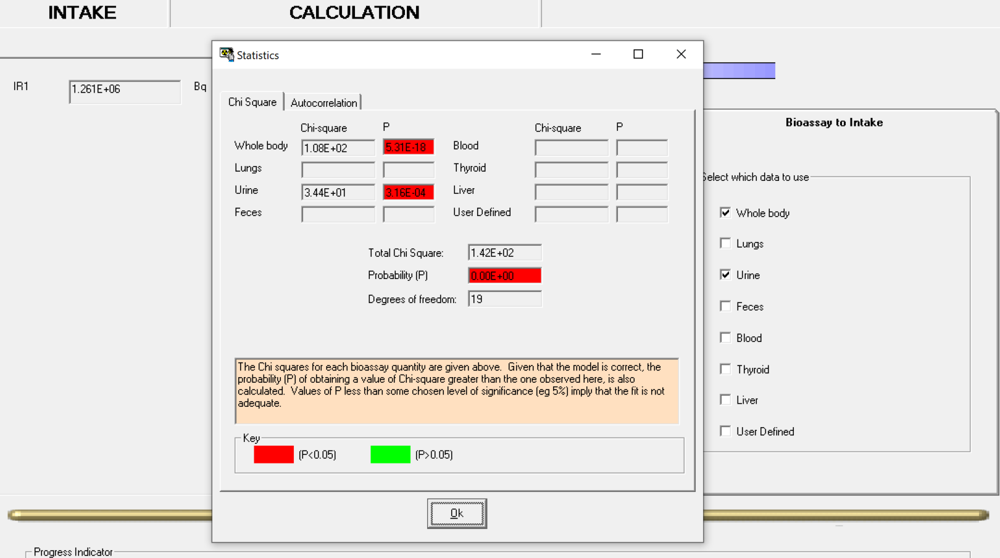 INTAKE CALCULATION
Statistics
IR1 1.261E+06 Bq
Chi Square Autocorrelation
Chi-square P Chi-square P
Whole body 1.08E+02 5.31E-18 Blood
Lungs Thyroid
Urine 3.44E+01 3.16E-04 Liver
Feces User Defined
Total Chi Square: 1.42E+02
Probability (P) 0.00E+00
Degrees of freedom: 19
The Chi squares for each bioassay quantity are given above. Given that the model is correct, the
probability (P) of obtaining a value of Chi-square greater than the one observed here, is also
calculated. Values of P less than some chosen level of significance (eg 5%) imply that the fit is not
adequate.
Key
(P<0.05) (P>0.05)
Ok
Bioassay to Intake
Select which data to use
Whole body
Lungs
Urine
Feces
Blood
Thyroid
Liver
User Defined
Progress Indicator